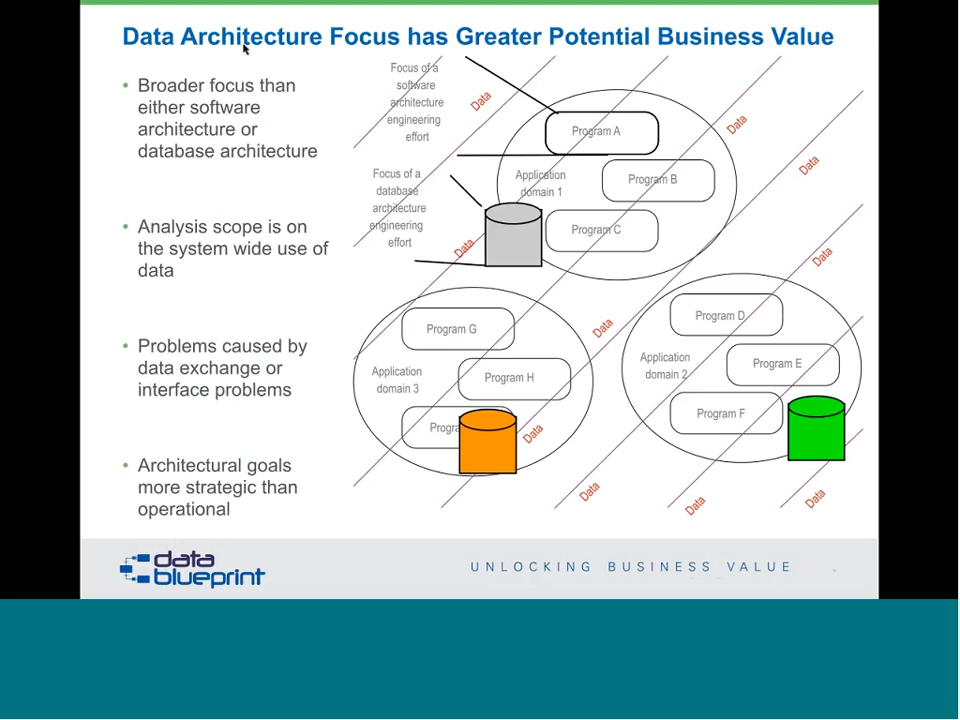 Data Architecture Focus has Greater Potential Business Value
• Broader focus than
either software
architecture or
database architecture
• Analysis scope is on
the system wide use of
data
• Problems caused by
data exchange or
interface problems
• Architectural goals
more strategic than
operational
Focus of a
software
architecture
engineering
effort
Focus of a
database
architecture
engineering
effort
Data
Data
Data
Data
Data
Data
Data
Data
Data
Data
Application
domain 1
Program A
Program B
Program C
Application
domain 3
Program G
Program H
Application
domain 2
Program D
Program E
Program F
data
blueprint
UNLOCKING BUSINESS VALUE